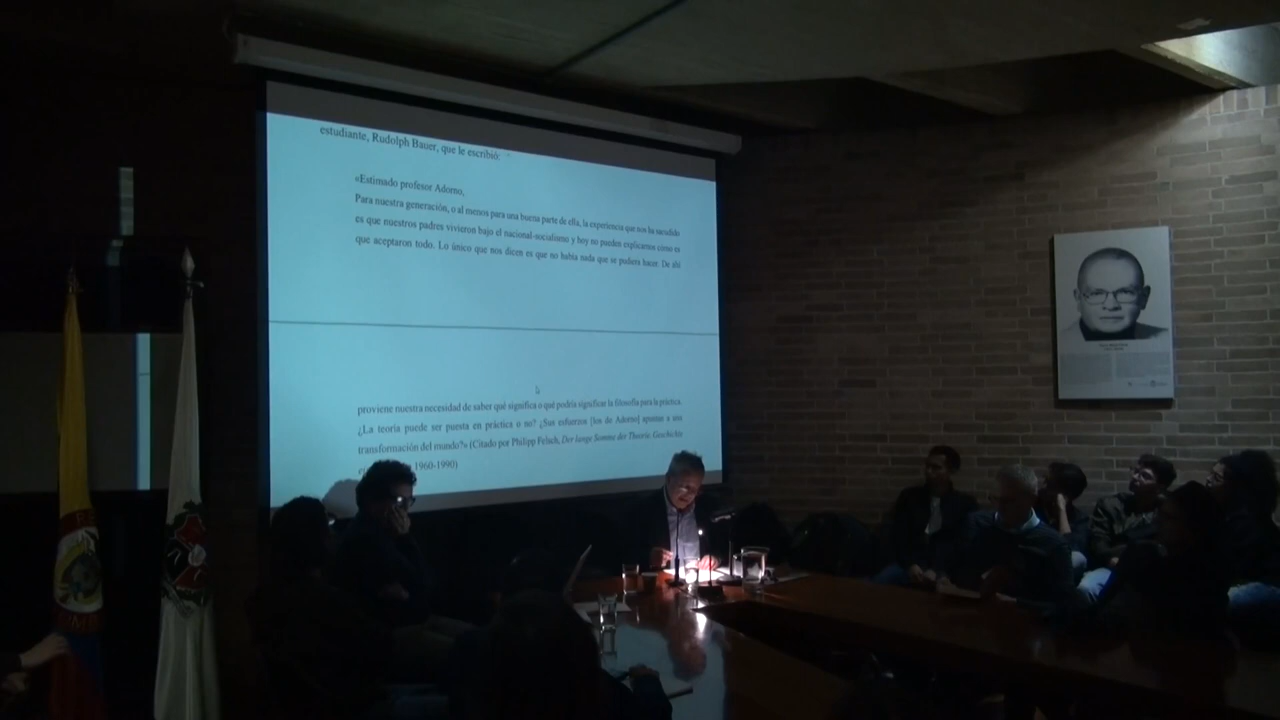 estudiante, Rudolph Bauer, que le escribió:
«Estimado profesor Adorno,
Para nuestra generación, o al menos para una buena parte de ella, la experiencia que nos ha sacudido
es que nuestros padres vivieron bajo el nacional-socialismo y hoy no pueden explicarnos cómo es
que aceptaron todo. Lo único que nos dicen es que no había nada que se pudiera hacer. De ahí
proviene nuestra necesidad de saber qué significa o qué podría significar la filosofía para la práctica.
¿La teoría puede ser puesta en práctica o no? ¿Sus esfuerzos [los de Adorno] apuntan a una
transformación del mundo?» (Citado por Philipp Felsch, Der lange Sommer der Theorie. Geschichte
1960-1990)